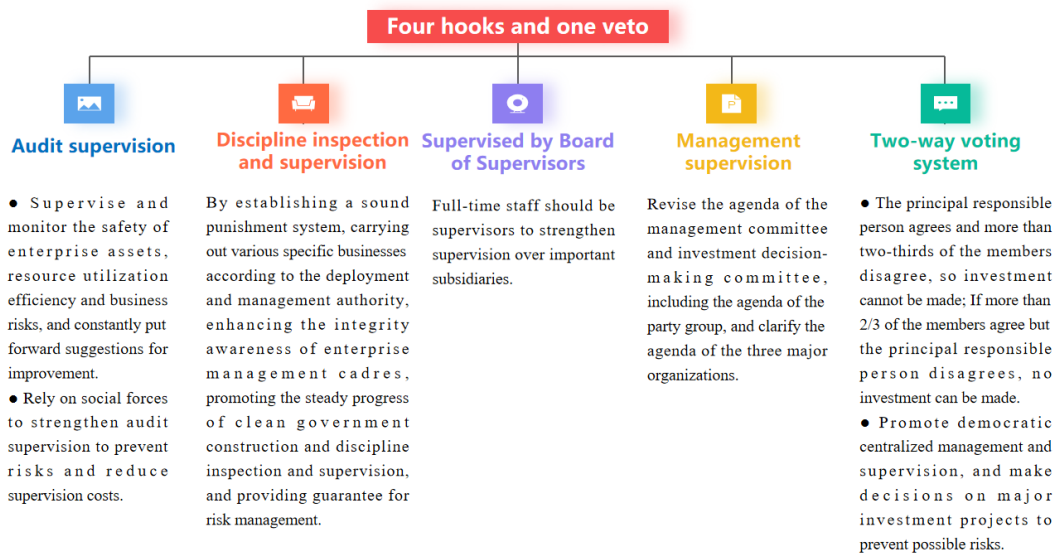 Four hooks and one veto
Audit supervision
● Supervise and
monitor the safety of
enterprise assets,
resource utilization
efficiency and business
risks, and constantly put
forward suggestions for
improvement.
● Rely on social forces
to strengthen audit
supervision to prevent
risks and reduce
supervision costs.
Discipline inspection
and supervision
By establishing a sound
punishment system, carrying
out various specific businesses
according to the deployment
and management authority,
enhancing the integrity
awareness of enterprise
management cadres,
promoting the steady progress
of clean government
construction and discipline
inspection and supervision,
and providing guarantee for
risk management.
Supervised by Board
of Supervisors
Full-time staff should be
supervisors to strengthen
supervision over important
subsidiaries.
P
Management
supervision
Revise the agenda of the
management committee
and investment decision-
making committee,
including the agenda of the
party group, and clarify the
agenda of the three major
organizations.
Two-way voting
system
● The principal responsible
person agrees and more than
two-thirds of the members
disagree, so investment
cannot be made; If more than
2/3 of the members agree but
the principal responsible
person disagrees, no
investment can be made.
● Promote democratic
centralized management and
supervision, and make
decisions on major
investment projects to
prevent possible risks.